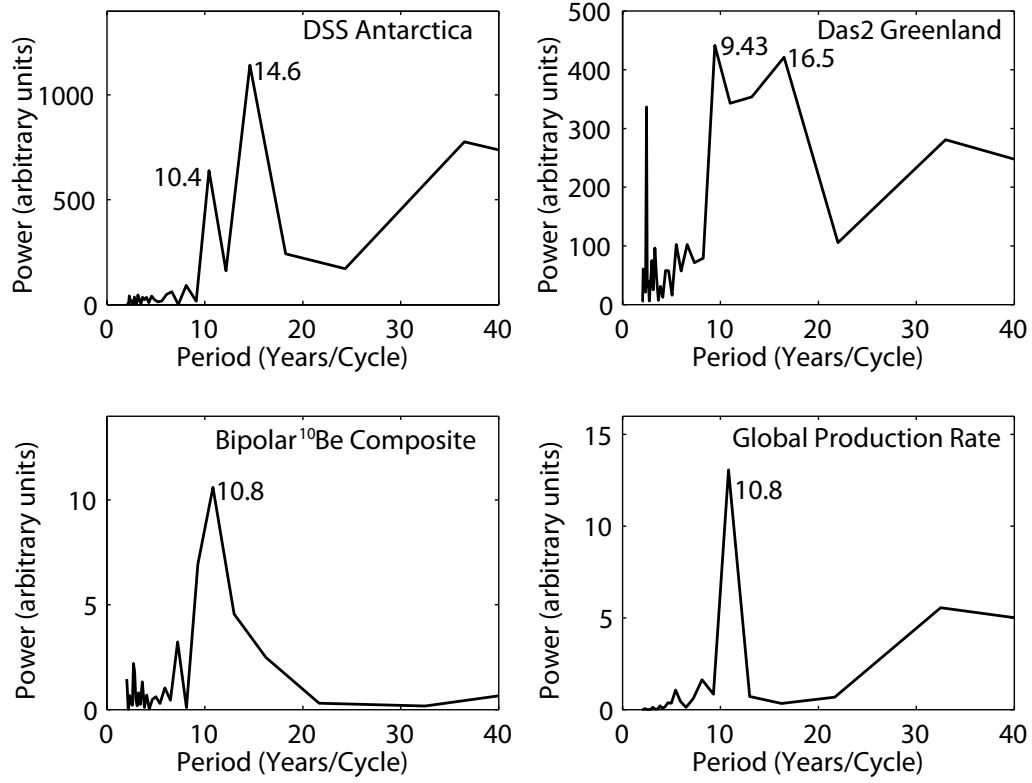 DSS Antarctica
Power (arbitrary units)
1000
500
0
14.6
10.4
0 10 20 30 40
Period (Years/Cycle)
Das2 Greenland
Power (arbitrary units)
500
400
300
200
100
0
9.43
16.5
0 10 20 30 40
Period (Years/Cycle)
Bipolar ¹⁰Be Composite
Power (arbitrary units)
10
5
0
10.8
0 10 20 30 40
Period (Years/Cycle)
Global Production Rate
Power (arbitrary units)
15
10
5
0
10.8
0 10 20 30 40
Period (Years/Cycle)